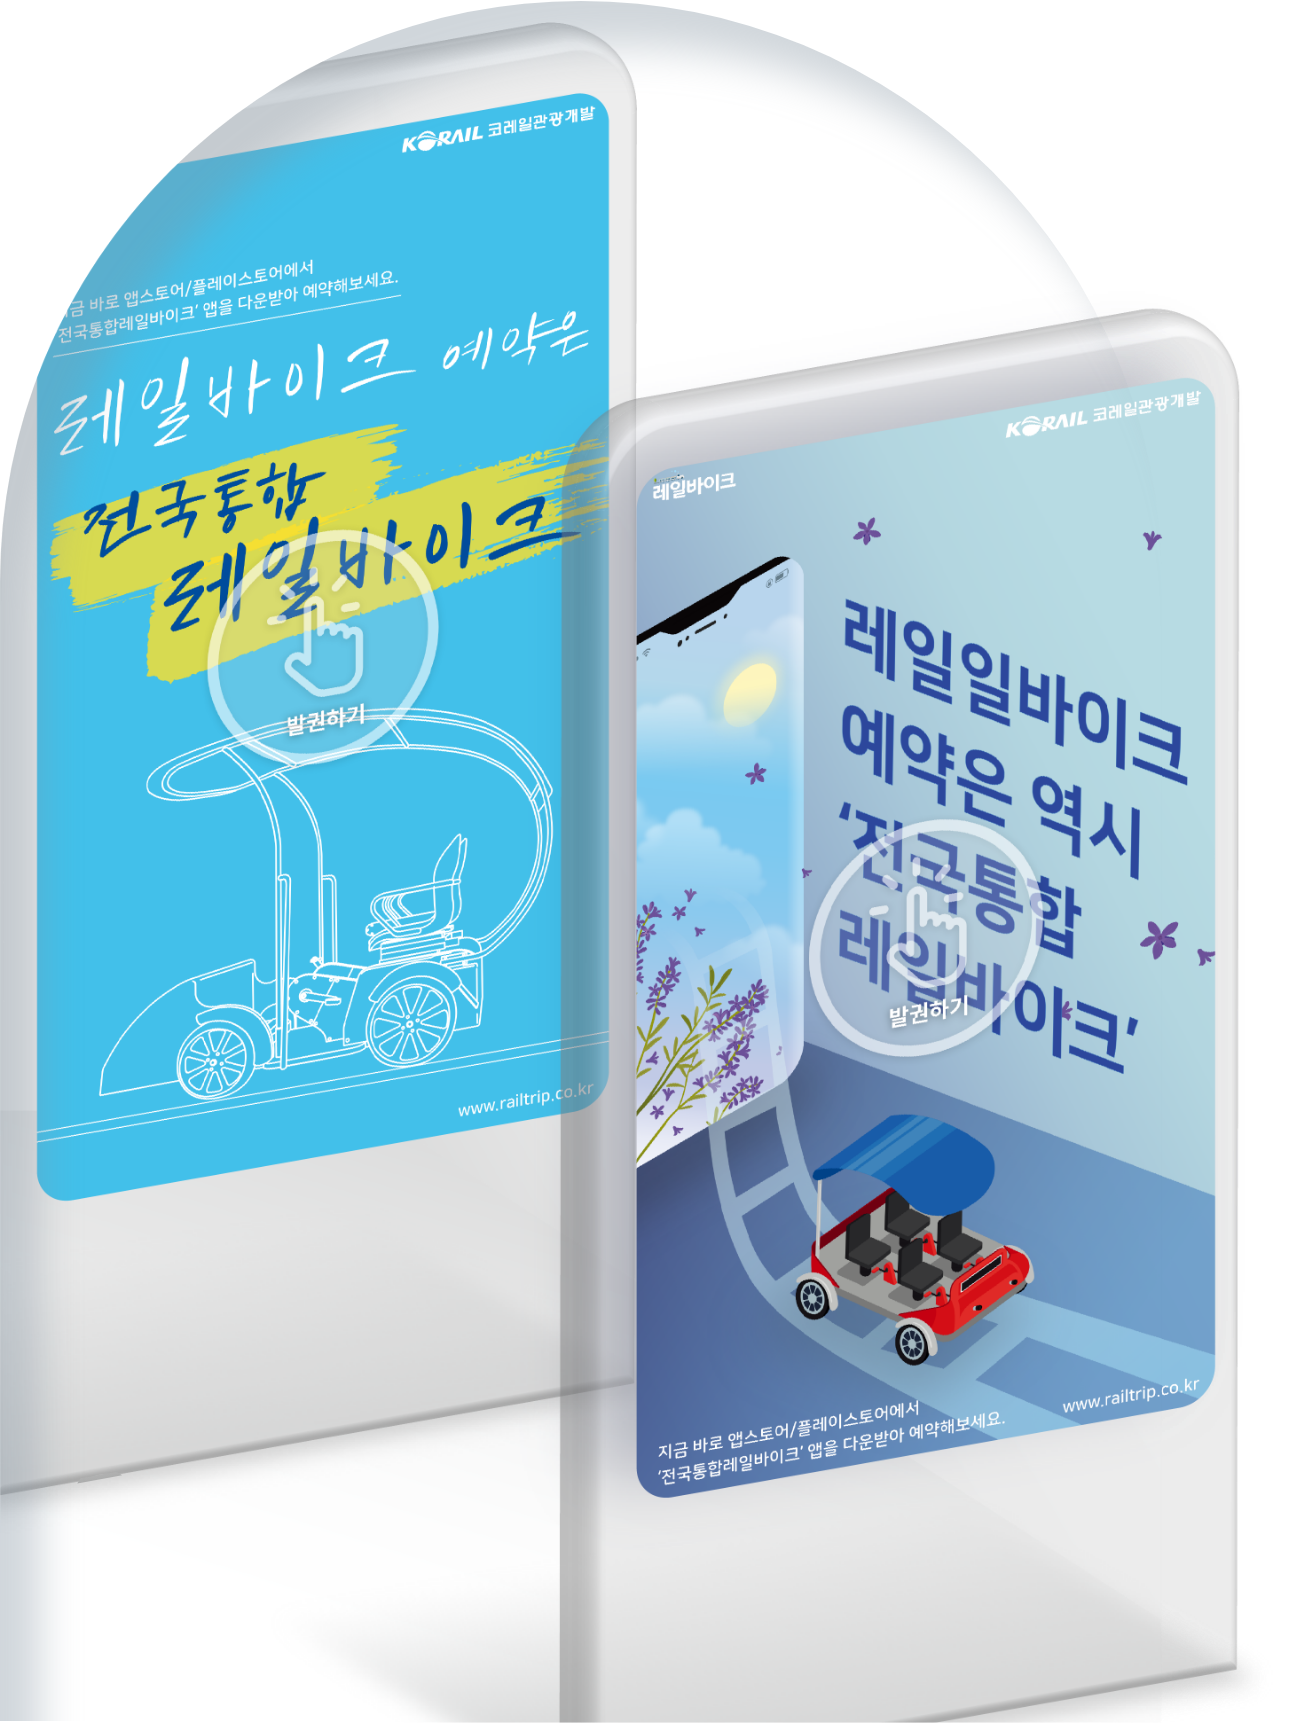 KORAIL 코레일관광개발
지금 바로 앱스토어/플레이스토어에서
'전국통합레일바이크' 앱을 다운받아 예약해보세요.
레일바이크 예약은
전국통합
레일바이크
발권하기
www.railtrip.co.kr
KORAIL 코레일관광개발
레일바이크
레일일바이크
예약은 역시
'전국통합
레일바이크'
발권하기
www.railtrip.co.kr
지금 바로 앱스토어/플레이스토어에서
'전국통합레일바이크' 앱을 다운받아 예약해보세요.